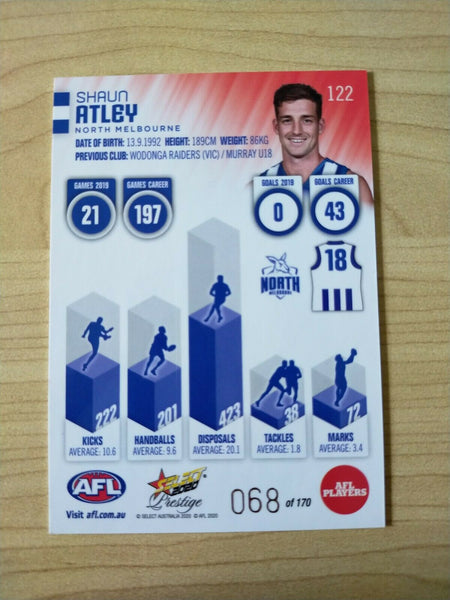 SHAUN
ATLEY
NORTH MELBOURNE
122
DATE OF BIRTH: 13.9.1992 HEIGHT: 189CM WEIGHT: 86KG
PREVIOUS CLUB: WODONGA RAIDERS (VIC) / MURRAY U18
GAMES 2019 GAMES CAREER GOALS 2019 GOALS CAREER
21 197 0 43
NORTH
MELBOURNE
18
222 201 423 38 72
KICKS HANDBALLS DISPOSALS TACKLES MARKS
AVERAGE: 10.6 AVERAGE: 9.6 AVERAGE: 20.1 AVERAGE: 1.8 AVERAGE: 3.4
AFL
Visit afl.com.au
SELECT
2020
Prestige
© SELECT AUSTRALIA 2020 © AFL 2020
068 of 170
AFL
PLAYERS